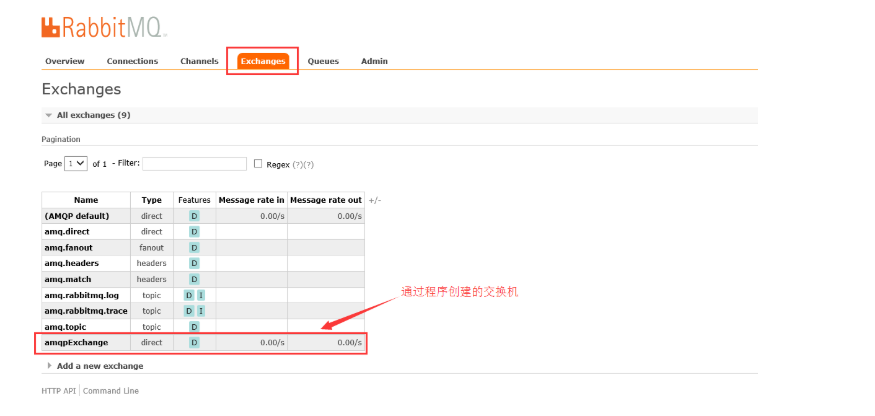 RabbitMQ
Overview Connections Channels Exchanges Queues Admin
Exchanges
All exchanges (9)
Pagination
Page 1 of 1 - Filter: Regex (?)(?)
Name Type Features Message rate in Message rate out +/-
(AMQP default) direct D 0.00/s 0.00/s
amq.direct direct D
amq.fanout fanout D
amq.headers headers D
amq.match headers D
amq.rabbitmq.log topic D I
通过程序创建的交换机
amq.rabbitmq.trace topic D I
amq.topic topic D
amqpExchange direct D 0.00/s 0.00/s
Add a new exchange
HTTP API Command Line